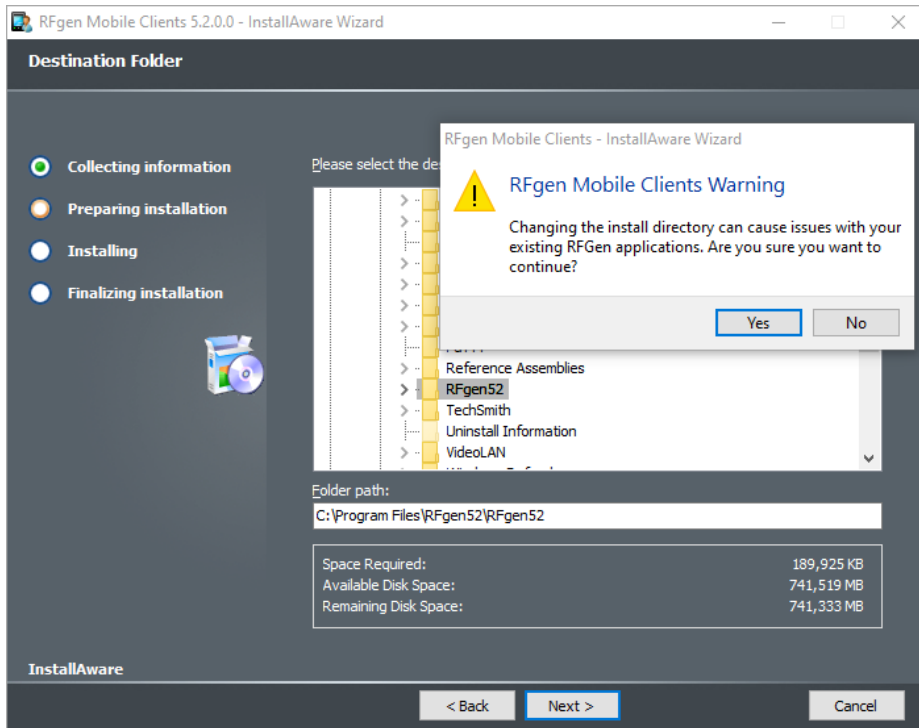 RFgen Mobile Clients 5.2.0.0 - InstallAware Wizard
Destination Folder
Collecting information
Preparing installation
Installing
Finalizing installation
Please select the de
RFgen Mobile Clients - InstallAware Wizard
RFgen Mobile Clients Warning
Changing the install directory can cause issues with your
existing RFGen applications. Are you sure you want to
continue?
Yes No
Reference Assemblies
RFgen52
TechSmith
Uninstall Information
VideoLAN
Folder path:
C:\Program Files\RFgen52\RFgen52
Space Required: 189,925 KB
Available Disk Space: 741,519 MB
Remaining Disk Space: 741,333 MB
InstallAware
< Back Next > Cancel